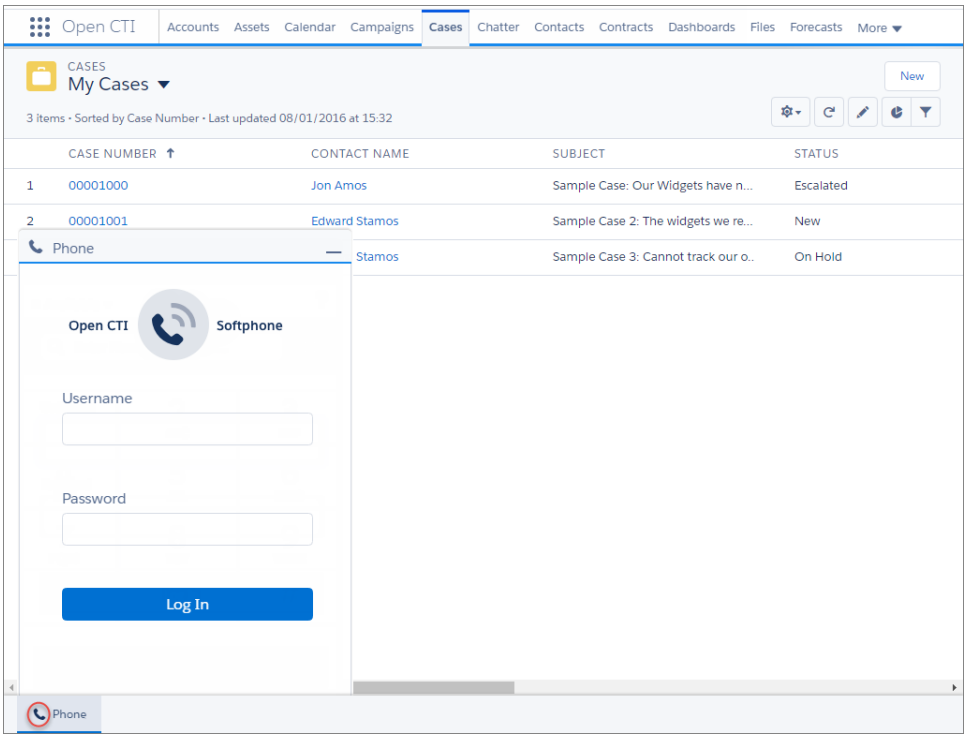 Open CTI Accounts Assets Calendar Campaigns Cases Chatter Contacts Contracts Dashboards Files Forecasts More
CASES
My Cases
New
3 items • Sorted by Case Number • Last updated 08/01/2016 at 15:32
CASE NUMBER CONTACT NAME SUBJECT STATUS
1 00001000 Jon Amos Sample Case: Our Widgets have n... Escalated
2 00001001 Edward Stamos Sample Case 2: The widgets we re... New
Stamos Sample Case 3: Cannot track our o.. On Hold
Phone
Open CTI Softphone
Username
Password
Log In
Phone